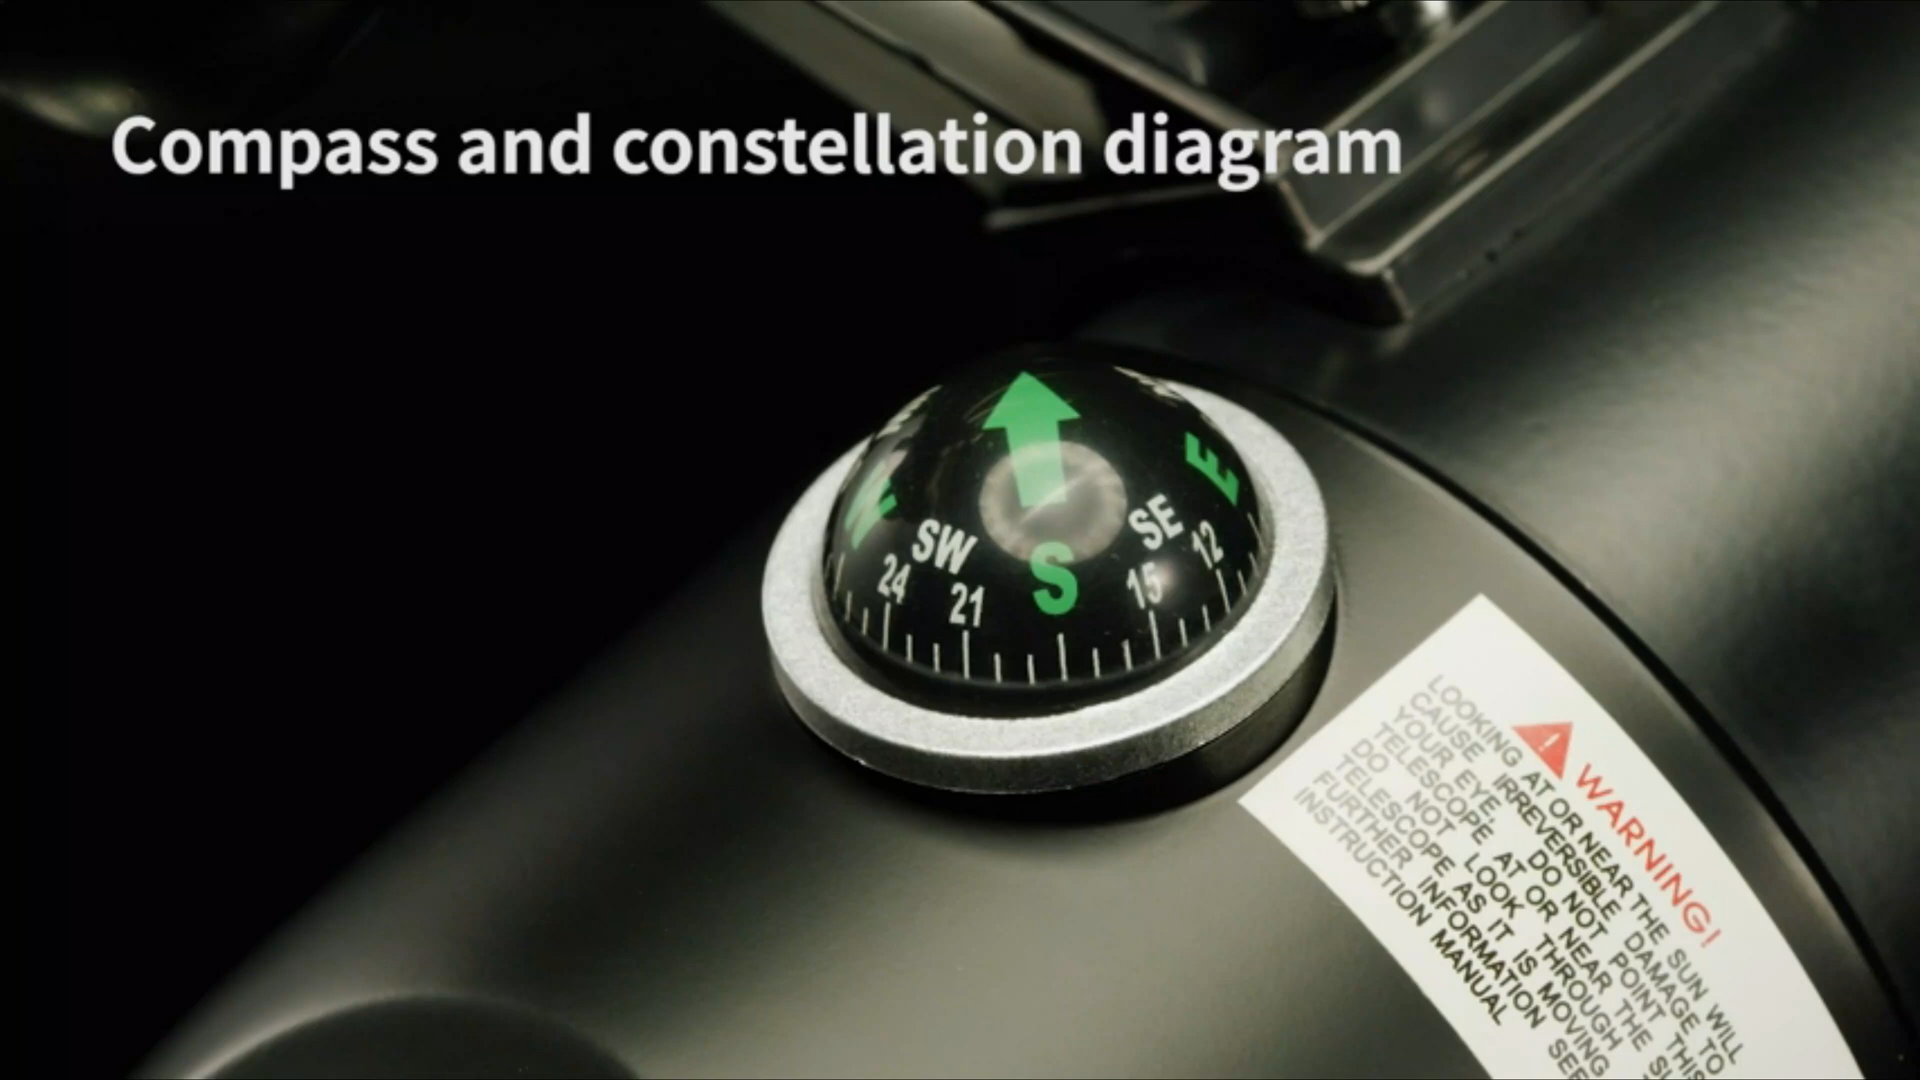 Compass and constellation diagram
E
W
SW
SE
S
24
21
15
12
WARNING!
LOOKING AT OR NEAR THE SUN WILL
CAUSE IRREVERSIBLE DAMAGE TO
YOUR EYE. DO NOT POINT THIS
TELESCOPE AT OR NEAR THE
DO NOT LOOK THROUGH
TELESCOPE AS IT IS MOVING
FURTHER INFORMATION SEE
INSTRUCTION MANUAL